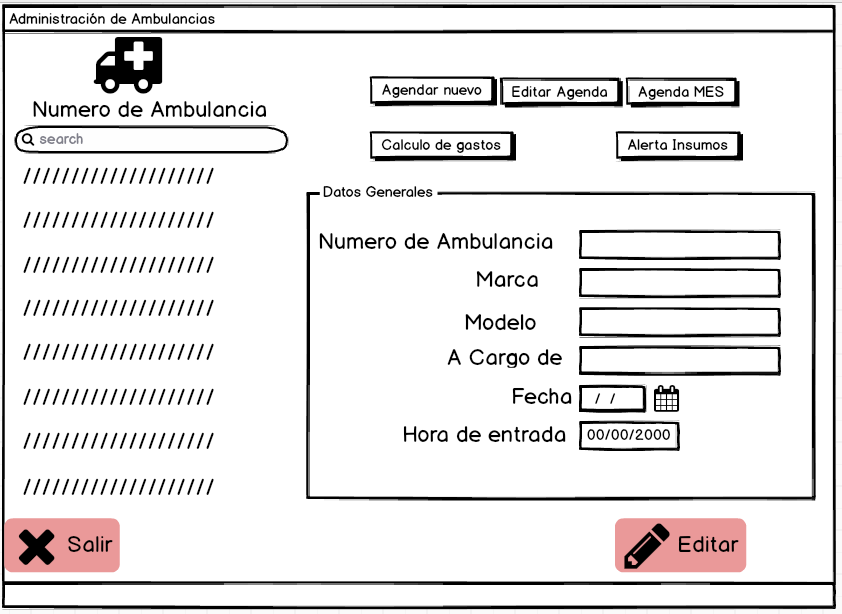 Administración de Ambulancias
Numero de Ambulancia
search
////////////////////
////////////////////
////////////////////
////////////////////
////////////////////
////////////////////
////////////////////
////////////////////
Salir
Agendar nuevo
Editar Agenda
Agenda MES
Calculo de gastos
Alerta Insumos
Datos Generales
Numero de Ambulancia
Marca
Modelo
A Cargo de
Fecha / /
Hora de entrada 00/00/2000
Editar